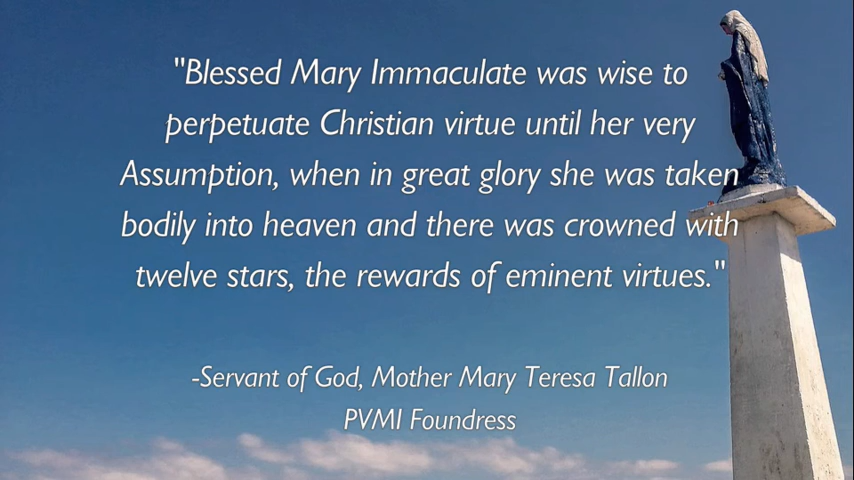 "Blessed Mary Immaculate was wise to
perpetuate Christian virtue until her very
Assumption, when in great glory she was taken
bodily into heaven and there was crowned with
twelve stars, the rewards of eminent virtues."
-Servant of God, Mother Mary Teresa Tallon
PVMI Foundress